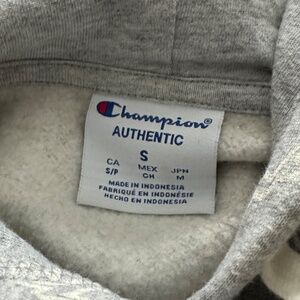 Champion®
AUTHENTIC
S
CA MEX JPN
S/P CH M
MADE IN INDONESIA
FABRIQUÉ EN INDONÉSIE
HECHO EN INDONESIA